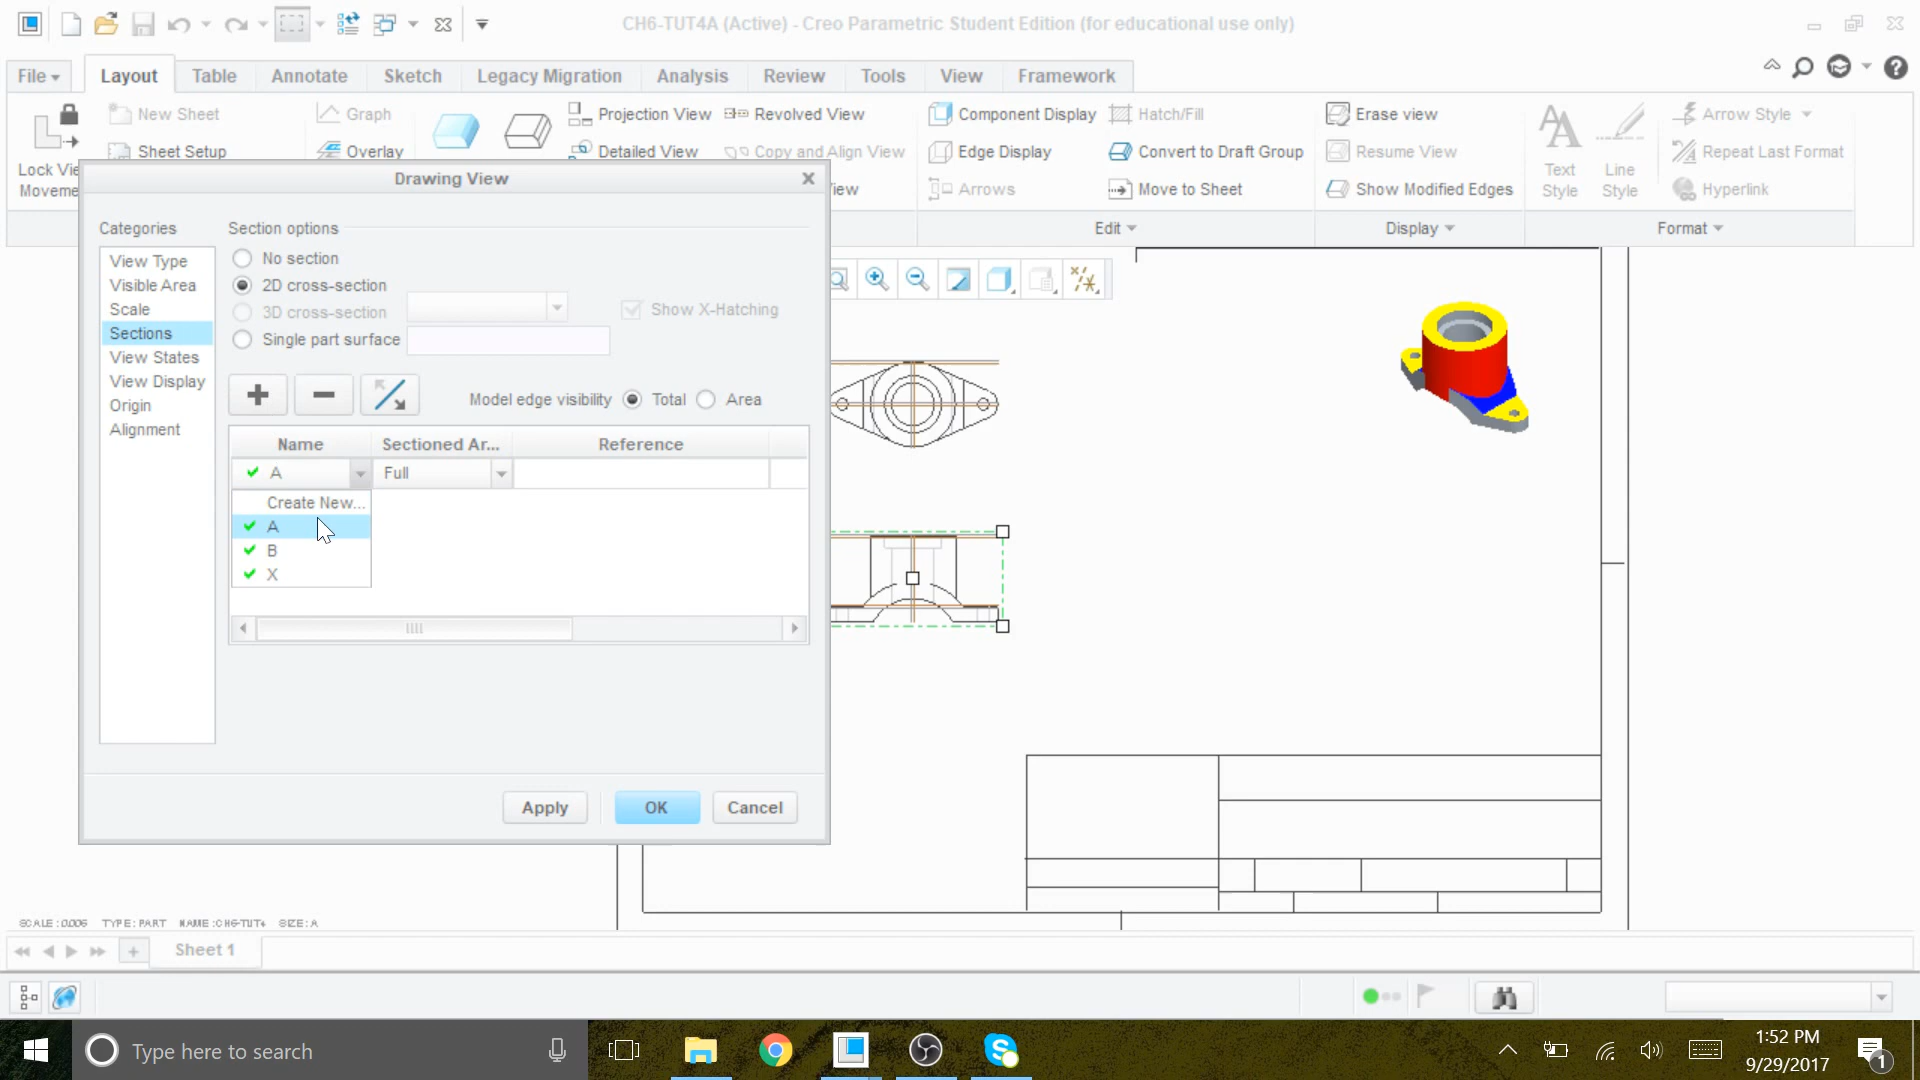 CH6-TUT4A (Active) - Creo Parametric Student Edition (for educational use only)
File Layout Table Annotate Sketch Legacy Migration Analysis Review Tools View Framework
New Sheet Graph Projection View Revolved View Component Display Hatch/Fill Erase view Arrow Style
Sheet Setup Overlay Detailed View Copy and Align View Edge Display Convert to Draft Group Resume View Repeat Last Format
Lock Vie
Moveme
iew Arrows Move to Sheet Show Modified Edges Text Style Line Style Hyperlink
Edit Display Format
Drawing View
Categories
View Type
Visible Area
Scale
Sections
View States
View Display
Origin
Alignment
Section options
No section
2D cross-section
3D cross-section Show X-Hatching
Single part surface
Model edge visibility Total Area
Name Sectioned Ar... Reference
A Full
Create New...
A
B
X
Apply OK Cancel
SCALE:0.006 TYPE:PART NAME:CH6-TUT4 SIZE:A
Sheet 1
Type here to search
1:52 PM
9/29/2017
1